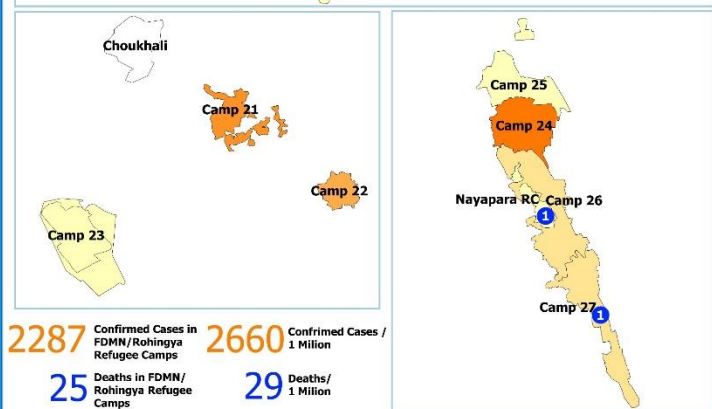 Choukhali
Camp 21
Camp 22
Camp 23
Camp 25
Camp 24
Nayapara RC
Camp 26
1
Camp 27
1
2287 Confirmed Cases in
FDMN/Rohingya
Refugee Camps
2660 Confrimed Cases /
1 Milion
25 Deaths in FDMN/
Rohingya Refugee
Camps
29 Deaths/
1 Milion